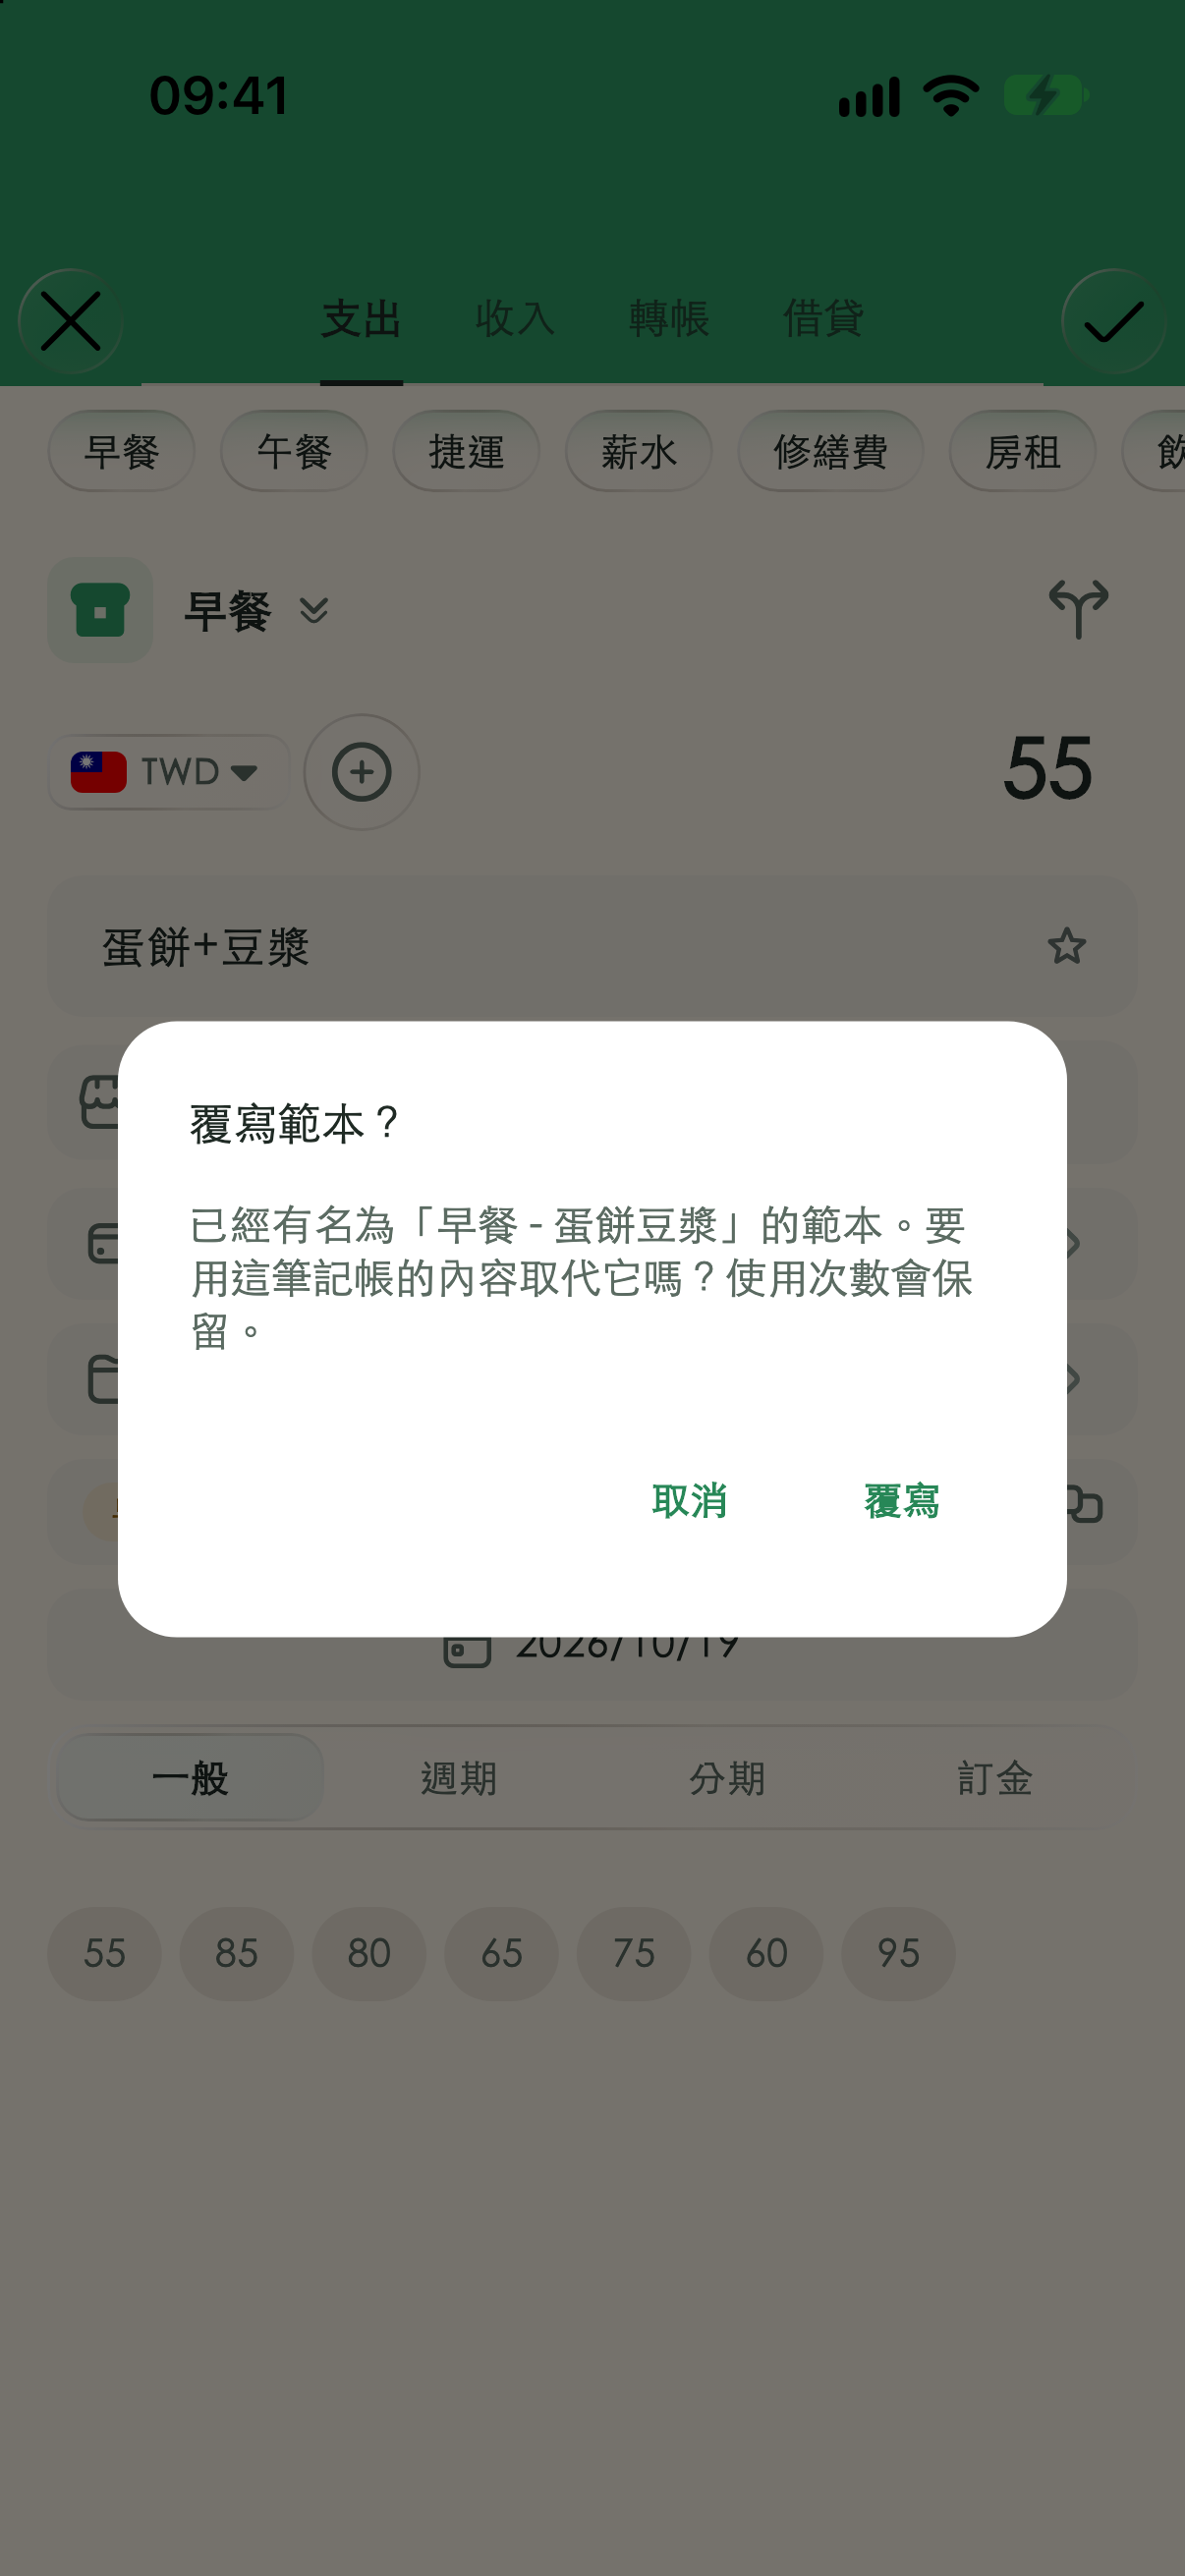 09:41
支出 收入 轉帳 借貸
早餐 午餐 捷運 薪水 修繕費 房租 飲
早餐
TWD
55
蛋餅+豆漿
覆寫範本？
已經有名為「早餐 - 蛋餅豆漿」的範本。要
用這筆記帳的內容取代它嗎？使用次數會保
留。
取消 覆寫
2026/10/19
一般 週期 分期 訂金
55 85 80 65 75 60 95